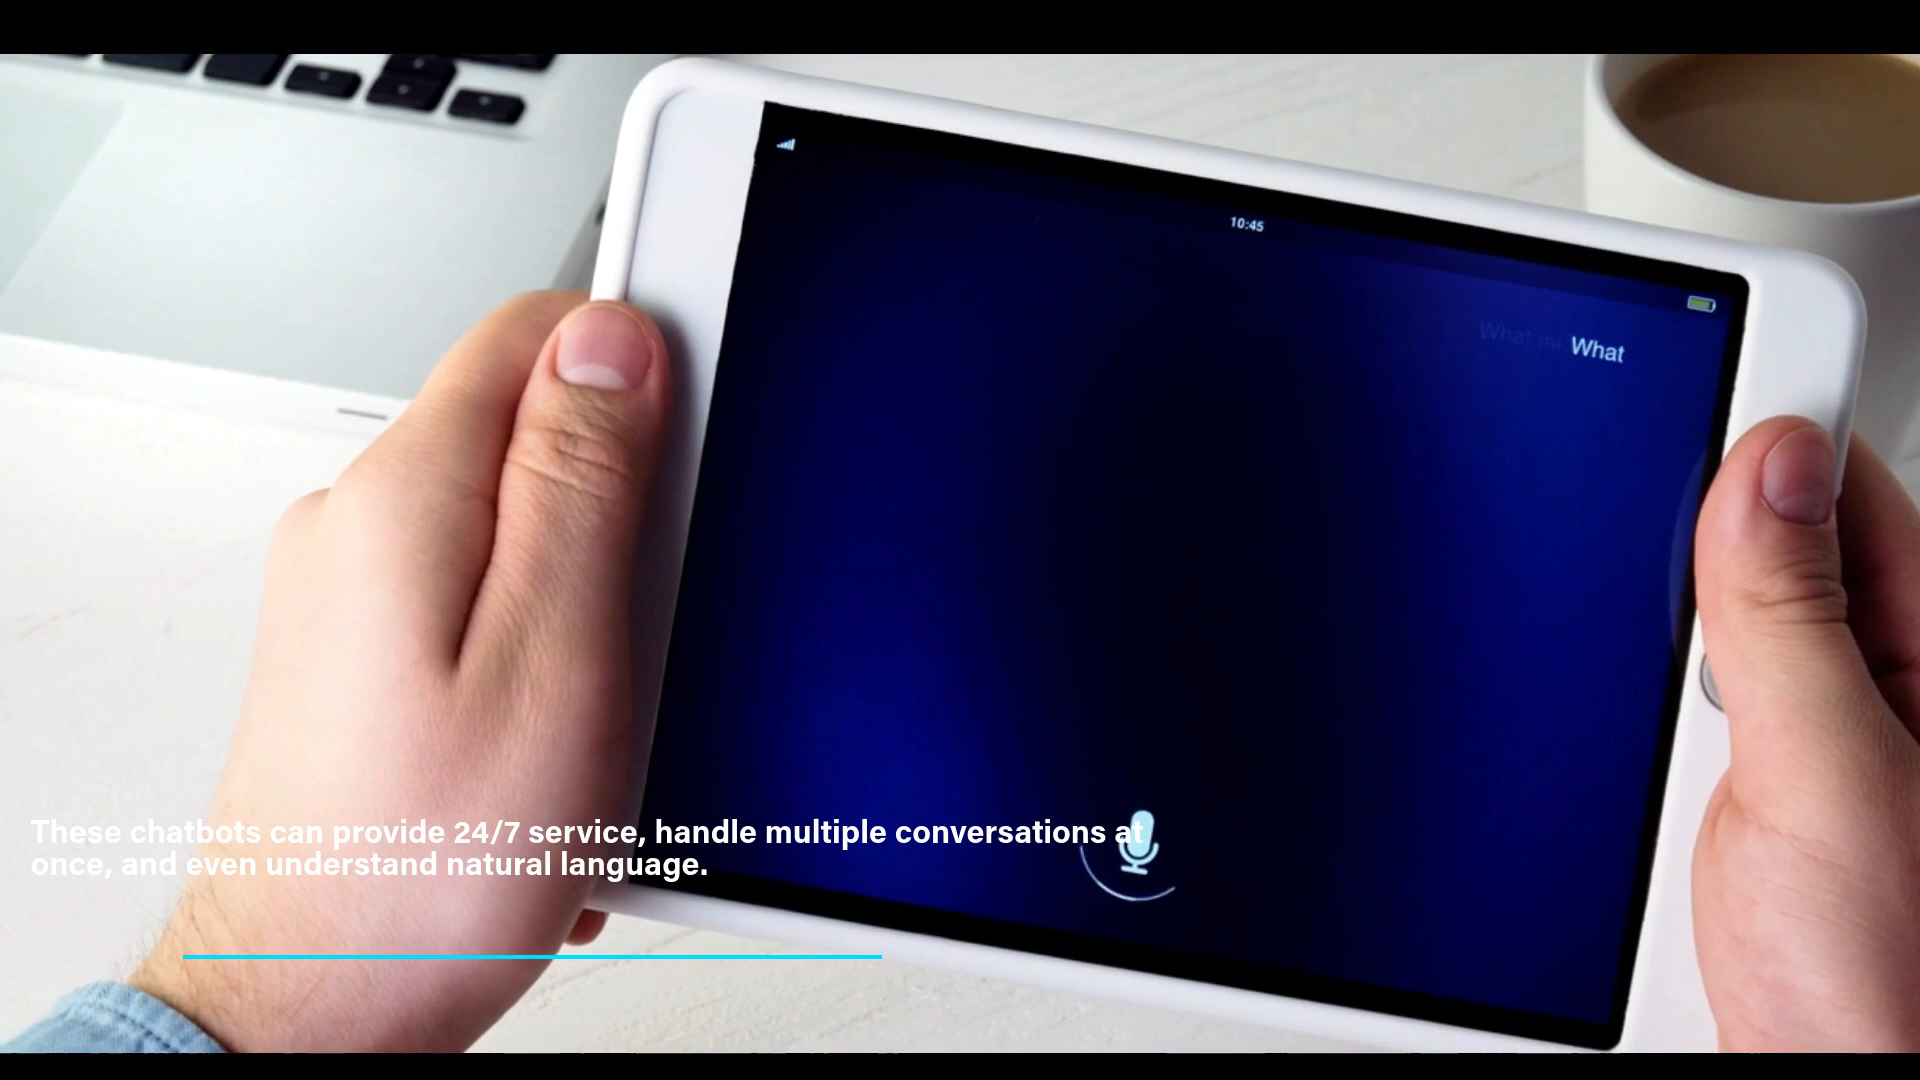 10:45
What
These chatbots can provide 24/7 service, handle multiple conversations at
once, and even understand natural language.